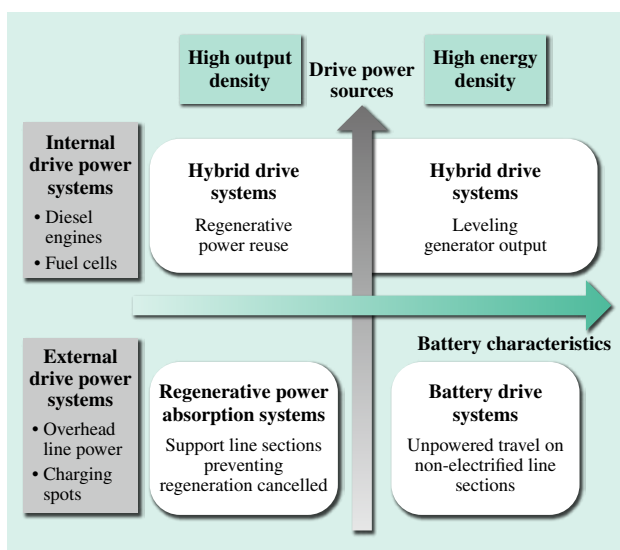 High output
density
Drive power
sources
High energy
density
Internal
drive power
systems
• Diesel
engines
• Fuel cells
Hybrid drive
systems
Regenerative
power reuse
Hybrid drive
systems
Leveling
generator output
Battery characteristics
External
drive power
systems
• Overhead
line power
• Charging
spots
Regenerative power
absorption systems
Support line sections
preventing
regeneration cancelled
Battery drive
systems
Unpowered travel on
non-electrified line
sections